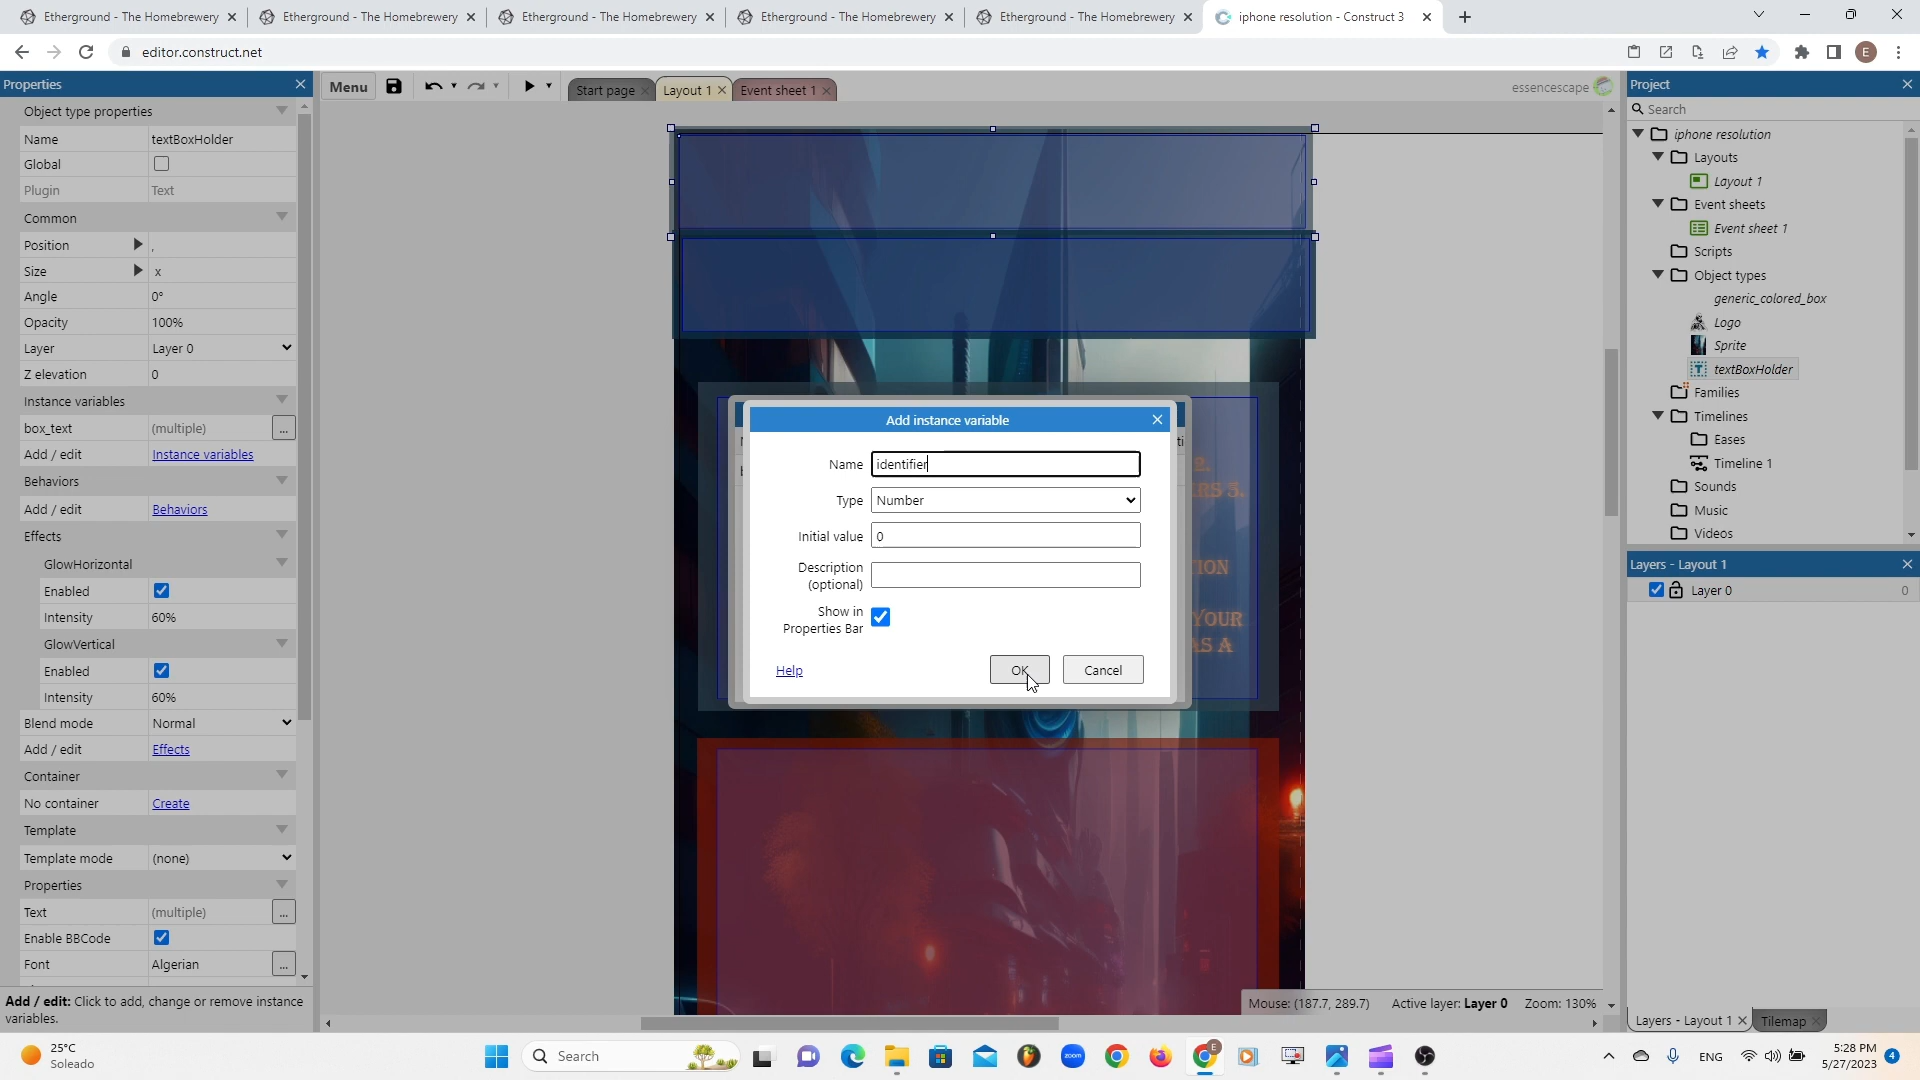 Etherground - The Homebrewery
Etherground - The Homebrewery
Etherground - The Homebrewery
Etherground - The Homebrewery
Etherground - The Homebrewery
iphone resolution - Construct 3
editor.construct.net
E
Properties
Menu
Start page
Layout 1
Event sheet 1
essencescape
Project
Object type properties
Search
Name textBoxHolder
iphone resolution
Global
Layouts
Plugin Text
Layout 1
Common
Event sheets
Position ,
Event sheet 1
Size x
Scripts
Angle 0°
Object types
Opacity 100%
generic_colored_box
Layer Layer 0
Logo
Z elevation 0
Sprite
Instance variables
textBoxHolder
box_text (multiple) ...
Families
Add / edit Instance variables
Timelines
Behaviors
Eases
Add / edit Behaviors
Timeline 1
Effects
Sounds
GlowHorizontal
Music
Enabled
Videos
Intensity 60%
Layers - Layout 1
GlowVertical
Layer 0 0
Enabled
Intensity 60%
Blend mode Normal
Add / edit Effects
Container
No container Create
Template
Template mode (none)
Properties
Text (multiple) ...
Enable BBCode
Font Algerian ...
Add / edit: Click to add, change or remove instance
variables.
Add instance variable
Name identifier
Type Number
Initial value 0
Description
(optional)
Show in
Properties Bar
Help
OK
Cancel
2.
RS 5.
ION
YOUR
AS A
Mouse: (187.7, 289.7) Active layer: Layer 0 Zoom: 130%
Layers - Layout 1
Tilemap
25°C
Soleado
Search
zoom
E
ENG
5:28 PM
5/27/2023
4